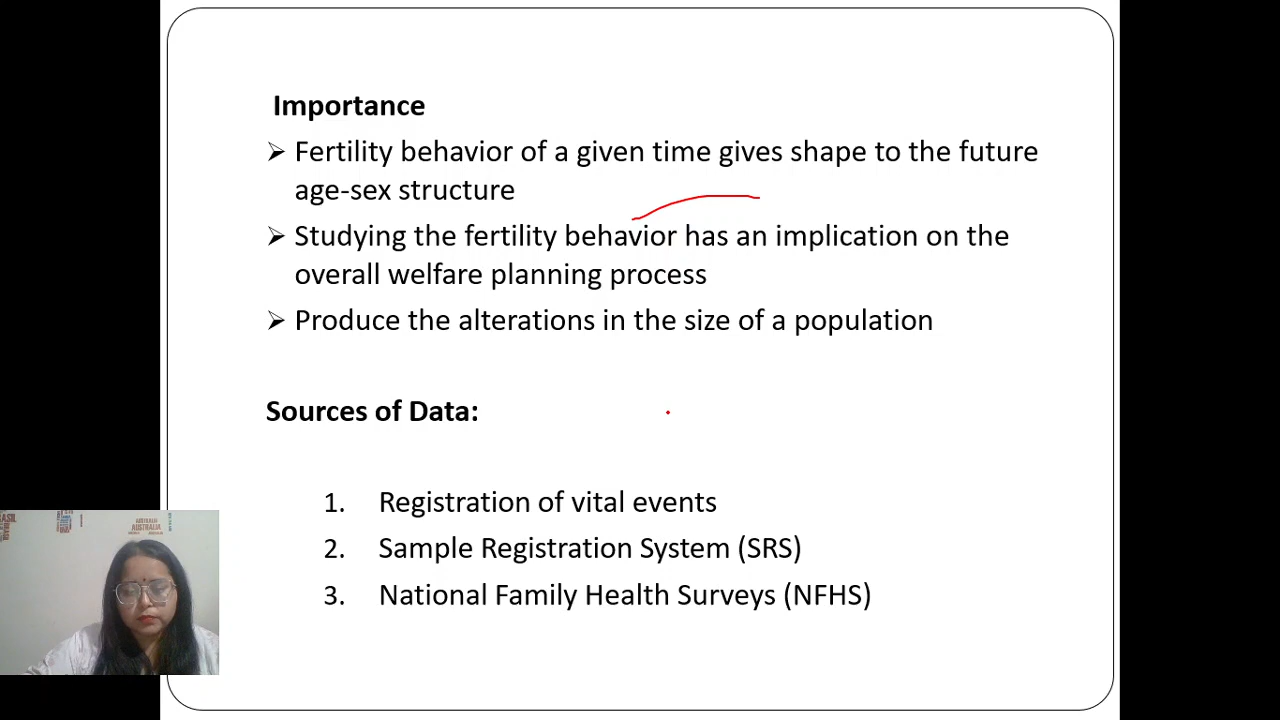 Importance
➢ Fertility behavior of a given time gives shape to the future
age-sex structure
➢ Studying the fertility behavior has an implication on the
overall welfare planning process
➢ Produce the alterations in the size of a population
Sources of Data:
1. Registration of vital events
2. Sample Registration System (SRS)
3. National Family Health Surveys (NFHS)
AUSTRALIA